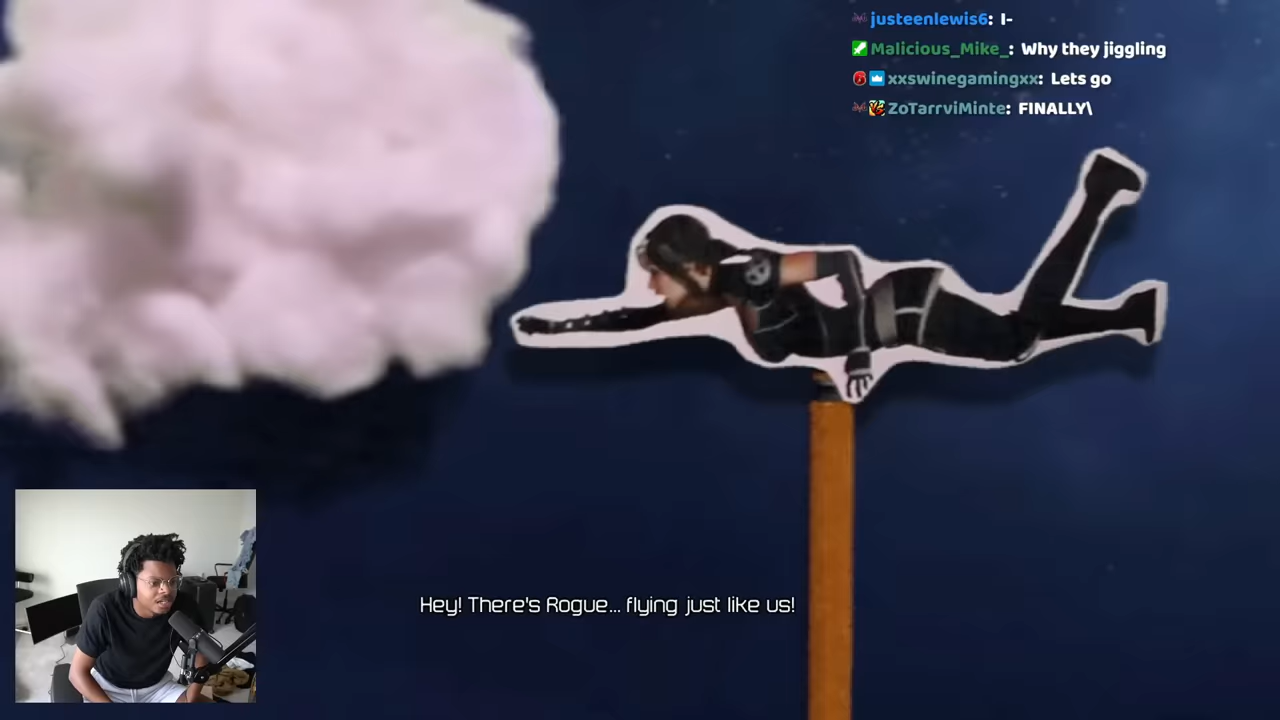 justeenlewis6: I-
Malicious_Mike_: Why they jiggling
xxswinegamingxx: Lets go
ZoTarrviMinte: FINALLY\
Hey! There's Rogue... flying just like us!